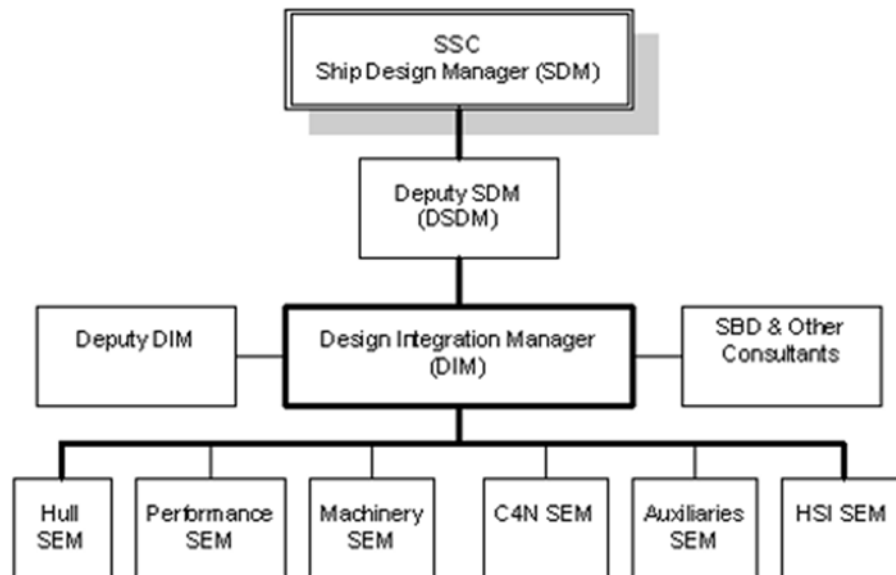 SSC
Ship Design Manager (SDM)
Deputy SDM
(DSDM)
Deputy DIM
Design Integration Manager
(DIM)
SBD & Other
Consultants
Hull
SEM
Performance
SEM
Machinery
SEM
C4N SEM
Auxiliaries
SEM
HSI SEM